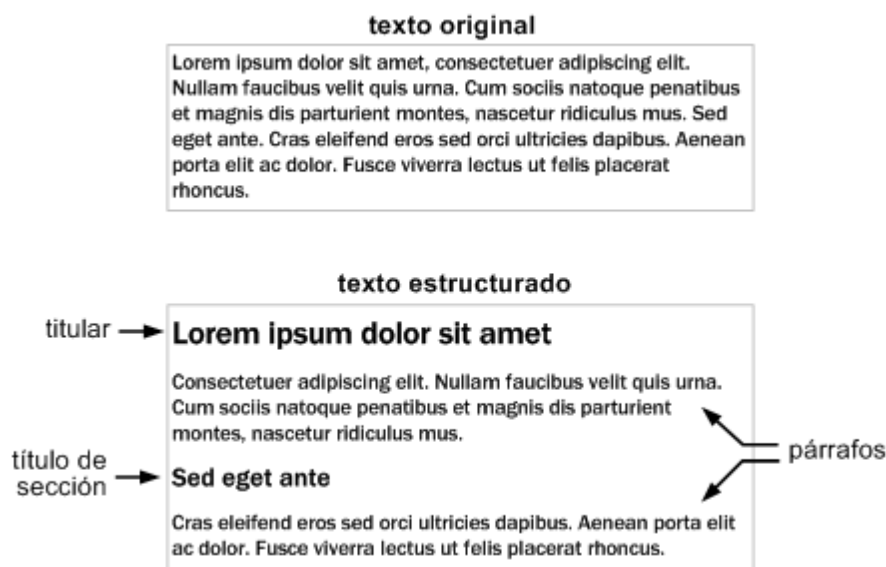 texto original
Lorem ipsum dolor sit amet, consectetuer adipiscing elit.
Nullam faucibus velit quis urna. Cum sociis natoque penatibus
et magnis dis parturient montes, nascetur ridiculus mus. Sed
eget ante. Cras eleifend eros sed orci ultricies dapibus. Aenean
porta elit ac dolor. Fusce viverra lectus ut felis placerat
rhoncus.
texto estructurado
titular
Lorem ipsum dolor sit amet
Consectetuer adipiscing elit. Nullam faucibus velit quis urna.
Cum sociis natoque penatibus et magnis dis parturient
montes, nascetur ridiculus mus.
párrafos
título de
sección
Sed eget ante
Cras eleifend eros sed orci ultricies dapibus. Aenean porta elit
ac dolor. Fusce viverra lectus ut felis placerat rhoncus.